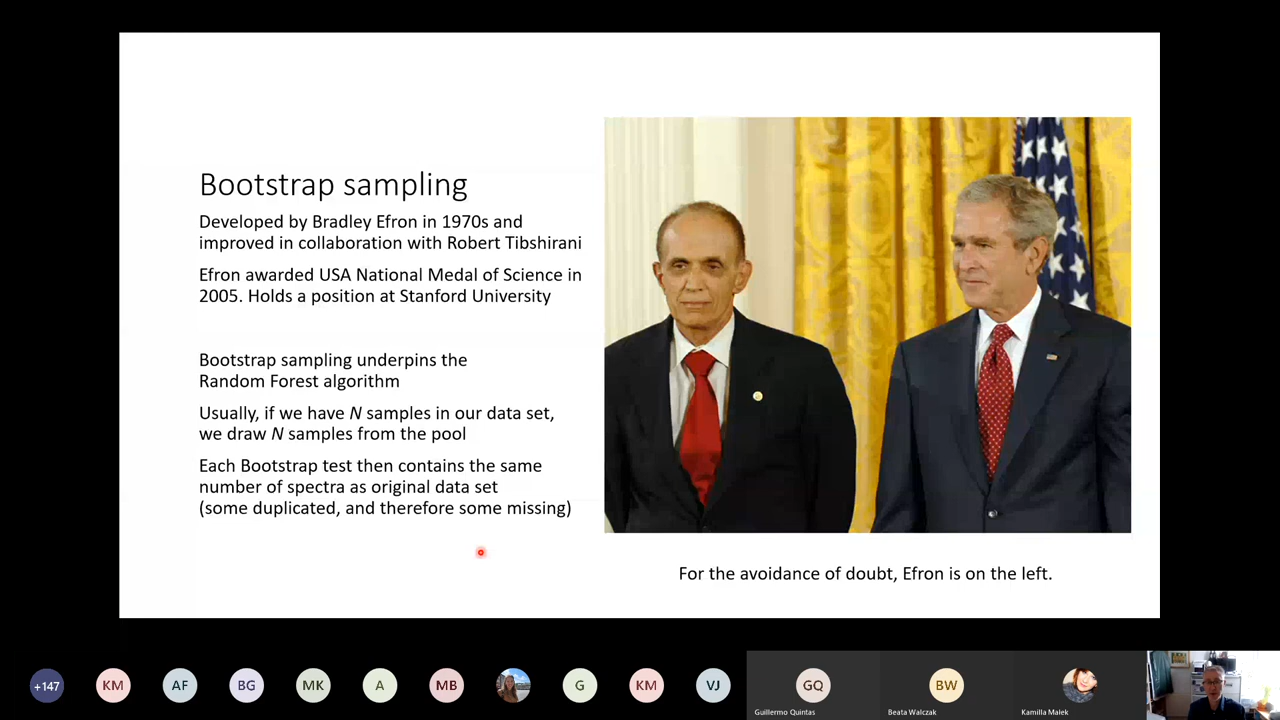 Bootstrap sampling
Developed by Bradley Efron in 1970s and
improved in collaboration with Robert Tibshirani
Efron awarded USA National Medal of Science in
2005. Holds a position at Stanford University
Bootstrap sampling underpins the
Random Forest algorithm
Usually, if we have N samples in our data set,
we draw N samples from the pool
Each Bootstrap test then contains the same
number of spectra as original data set
(some duplicated, and therefore some missing)
For the avoidance of doubt, Efron is on the left.
+147 KM AF BG MK A MB G KM VJ GQ BW
Guillermo Quintas Beata Walczak Kamilla Małek